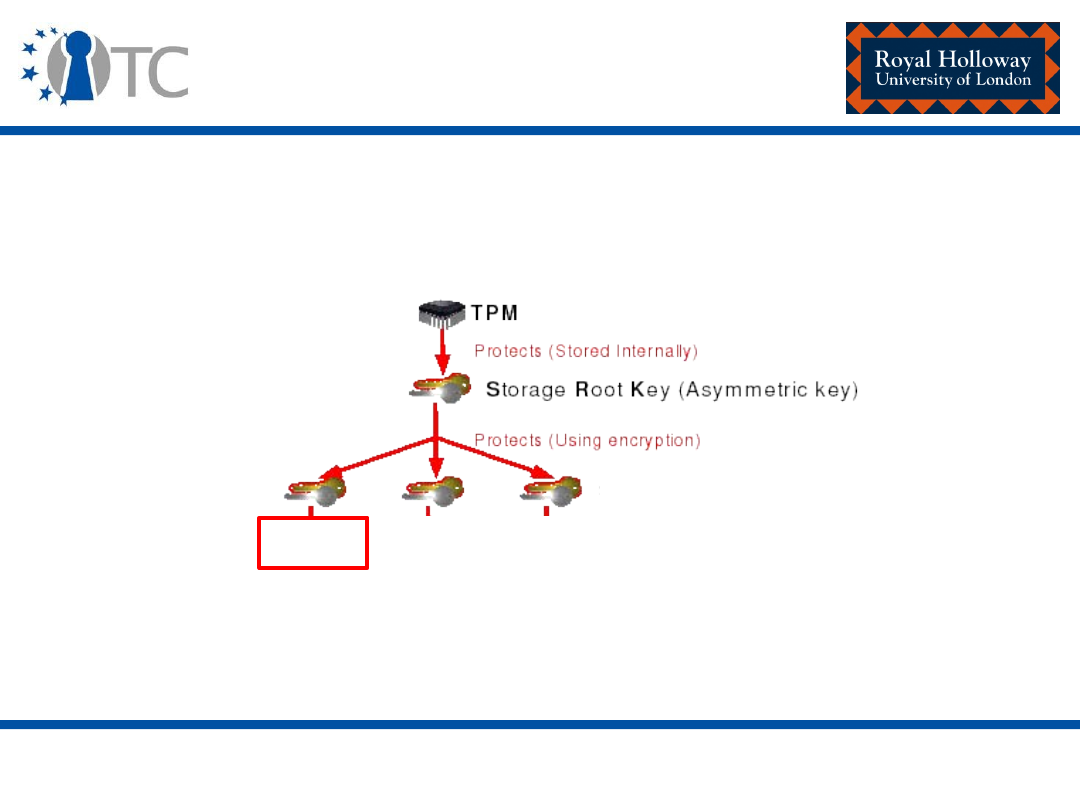 TC
Royal Holloway
University of London
TPM
Protects (Stored Internally)
Storage Root Key (Asymmetric key)
Protects (Using encryption)